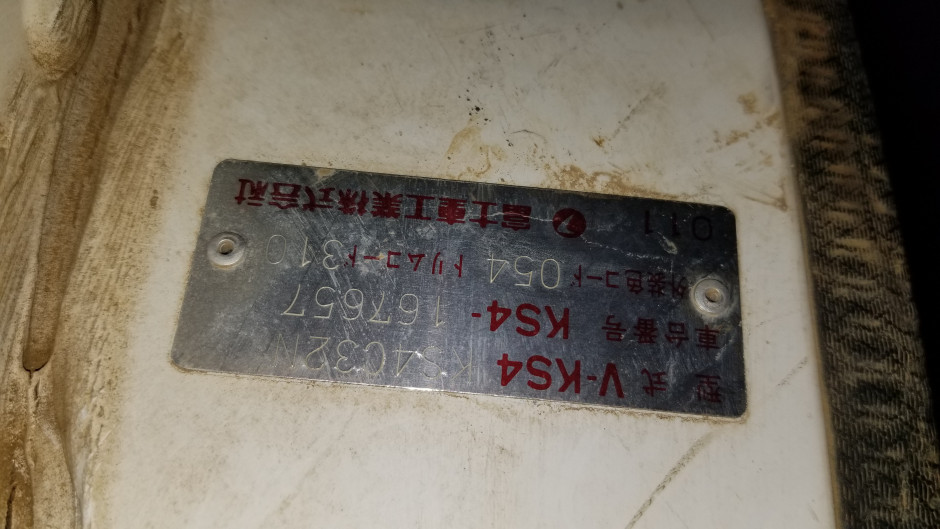 型式 V-KS4 KS4032N
車台番号 KS4-167657
外装色コード 054 トリムコード 310
011 富士重工業株式会社